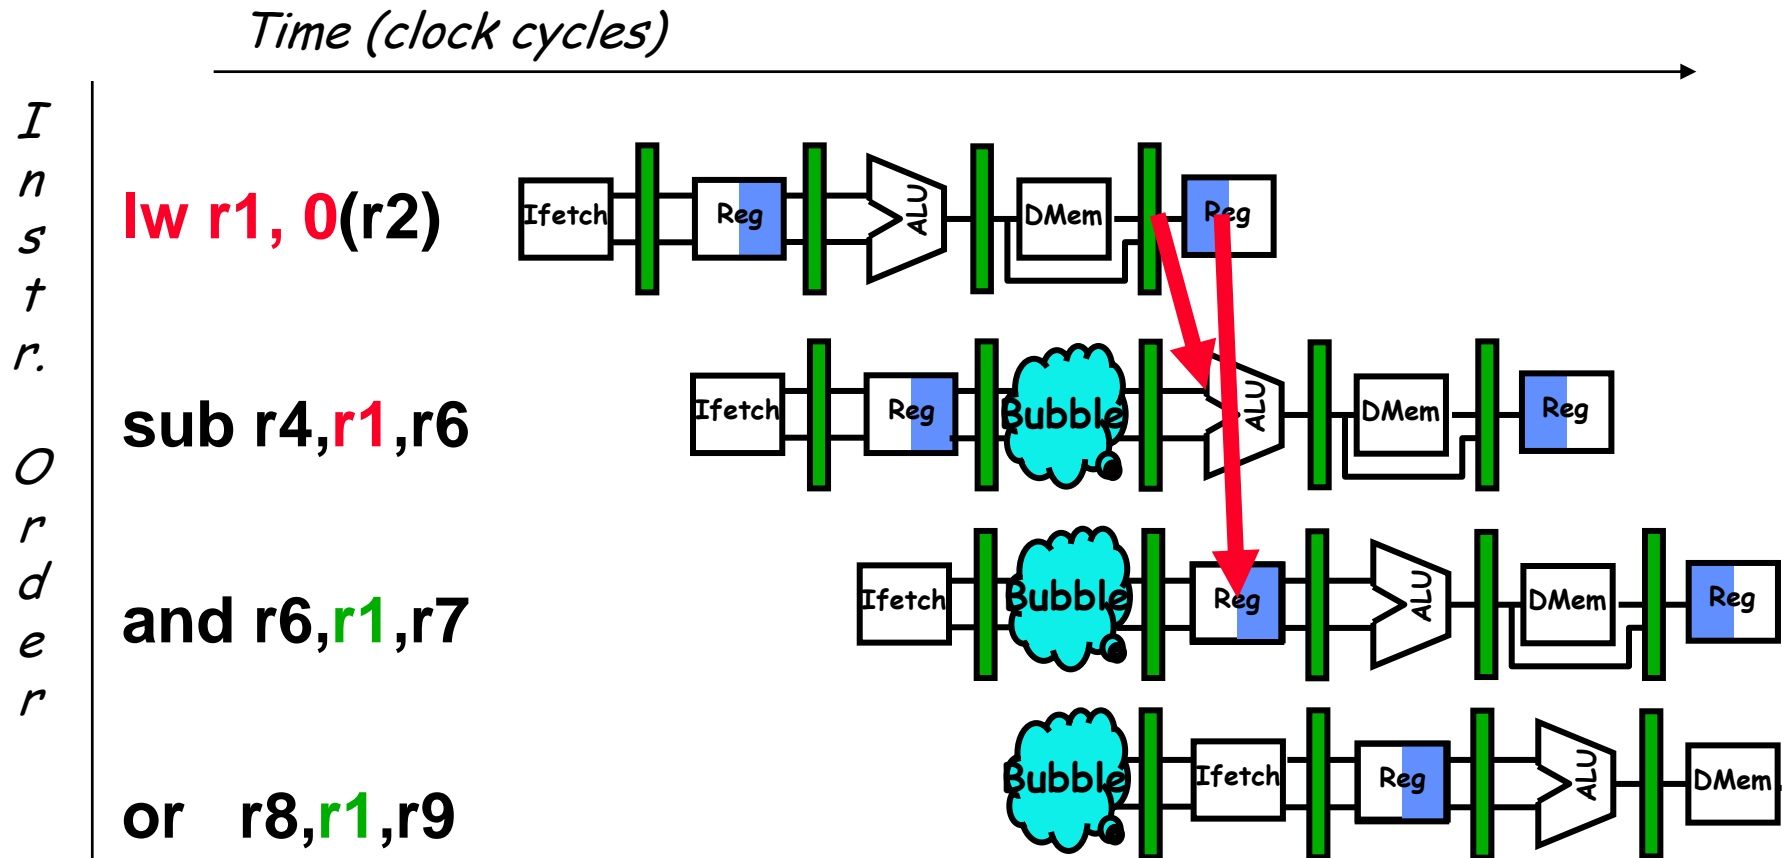 Time (clock cycles)
Instr. Order
lw r1, 0(r2)
Ifetch Reg ALU DMem Reg
sub r4,r1,r6
Ifetch Reg Bubble ALU DMem Reg
and r6,r1,r7
Ifetch Bubble Reg ALU DMem Reg
or r8,r1,r9
Bubble Ifetch Reg ALU DMem